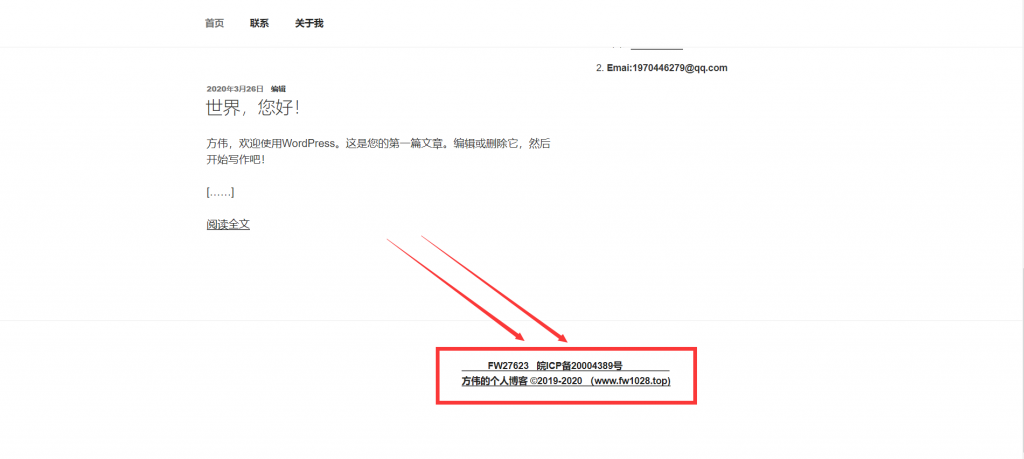 首页 联系 关于我
2. Emai:1970446279@qq.com
2020年3月26日 编辑
世界，您好！
方伟，欢迎使用WordPress。这是您的第一篇文章。编辑或删除它，然后
开始写作吧！
[……]
阅读全文
FW27623 皖ICP备20004389号
方伟的个人博客 ©2019-2020 （www.fw1028.top)